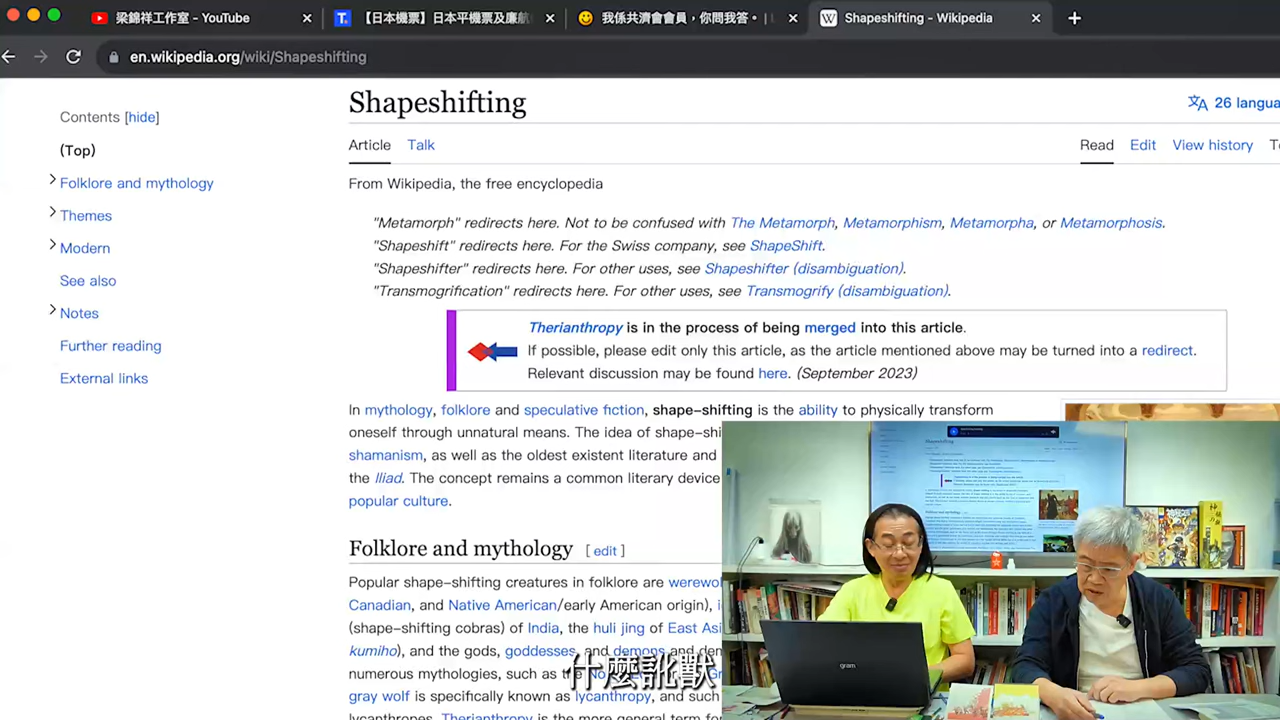 梁錦祥工作室 - YouTube
【日本機票】日本平機票及廉航
我係共濟會會員，你問我答。|
Shapeshifting - Wikipedia
en.wikipedia.org/wiki/Shapeshifting
Contents [hide]
(Top)
Folklore and mythology
Themes
Modern
See also
Notes
Further reading
External links
Shapeshifting
26 langua
Article Talk
Read Edit View history
From Wikipedia, the free encyclopedia
"Metamorph" redirects here. Not to be confused with The Metamorph, Metamorphism, Metamorpha, or Metamorphosis.
"Shapeshift" redirects here. For the Swiss company, see ShapeShift.
"Shapeshifter" redirects here. For other uses, see Shapeshifter (disambiguation).
"Transmogrification" redirects here. For other uses, see Transmogrify (disambiguation).
Therianthropy is in the process of being merged into this article.
If possible, please edit only this article, as the article mentioned above may be turned into a redirect.
Relevant discussion may be found here. (September 2023)
In mythology, folklore and speculative fiction, shape-shifting is the ability to physically transform
oneself through unnatural means. The idea of shape-shi
shamanism, as well as the oldest existent literature and
the Iliad. The concept remains a common literary device
popular culture.
Folklore and mythology [ edit ]
Popular shape-shifting creatures in folklore are werewol
Canadian, and Native American/early American origin), i
(shape-shifting cobras) of India, the huli jing of East Asi
kumiho), and the gods, goddesses, and demons and dem
numerous mythologies, such as the
gray wolf is specifically known as lycanthropy, and such
lycanthropes. Therianthropy is the more general term for
什麼訛獸
gram